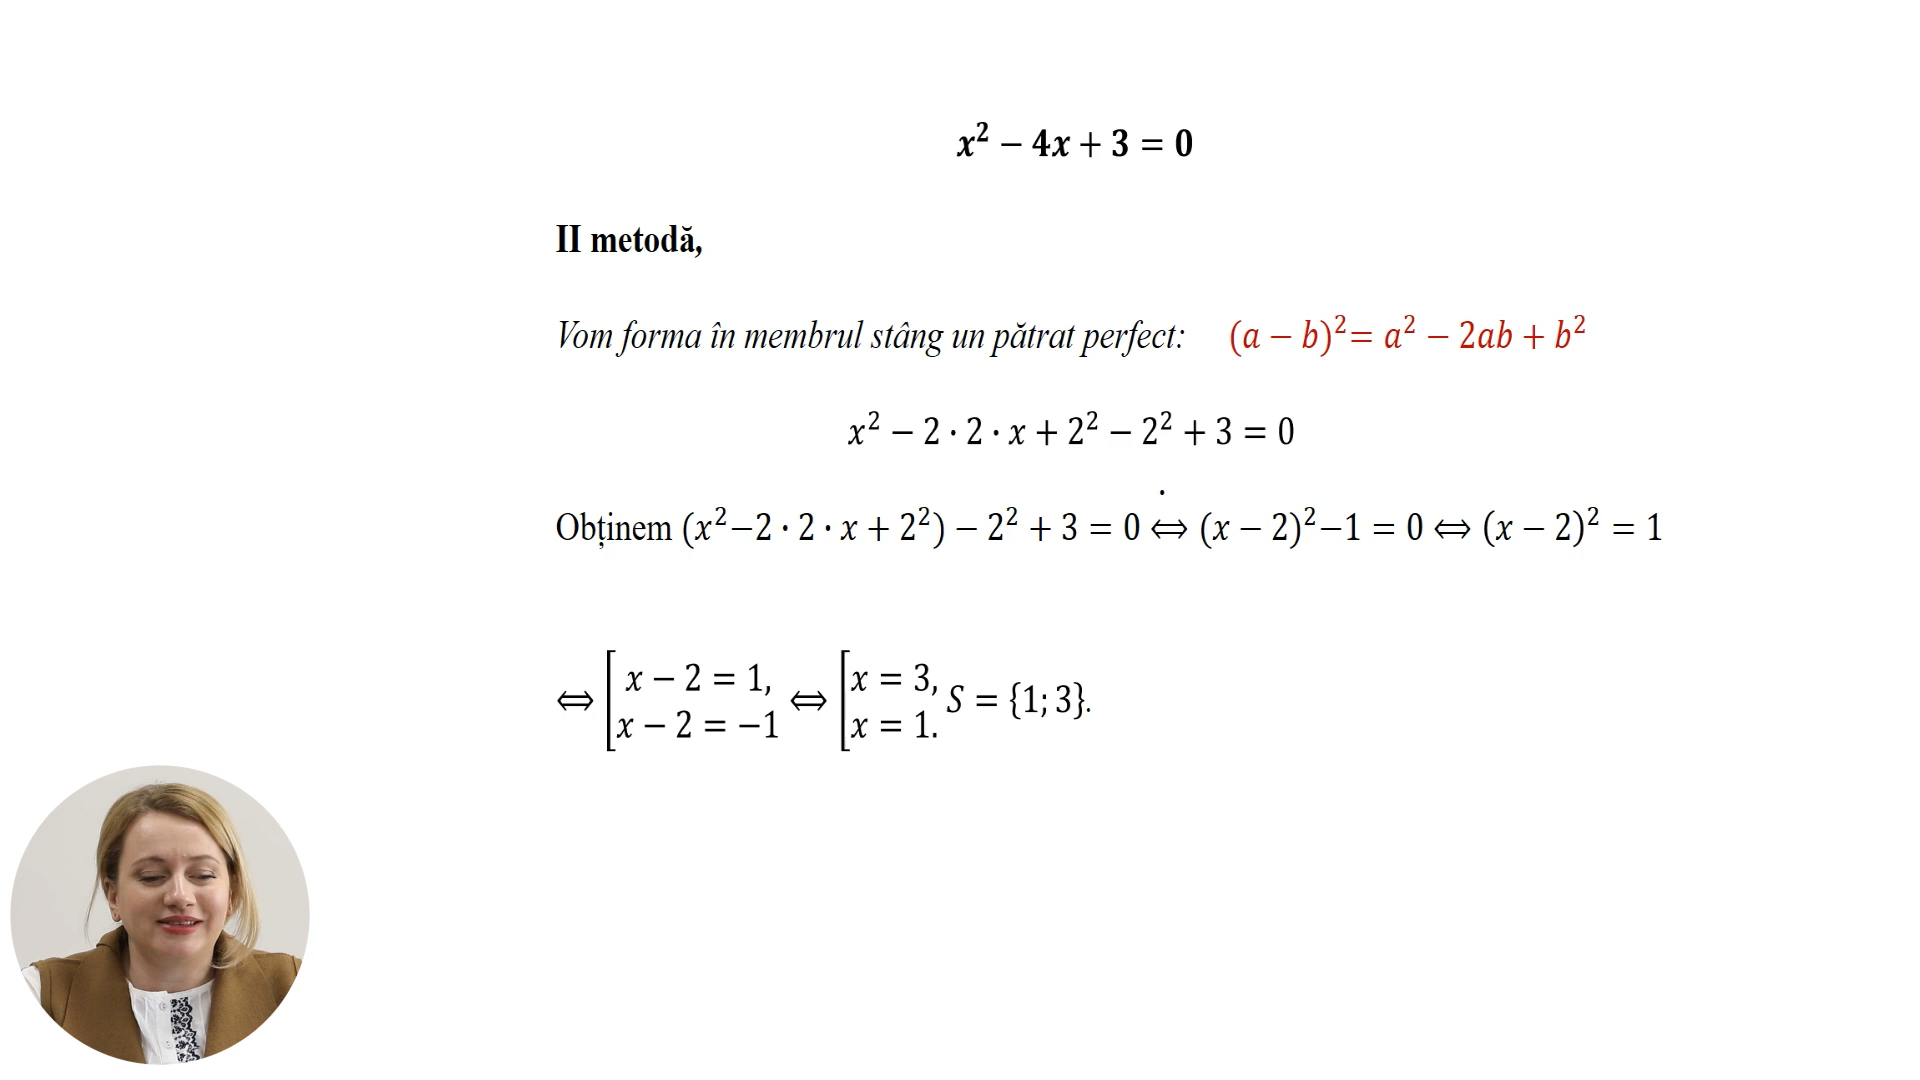 x² − 4x + 3 = 0
II metodă,
Vom forma în membrul stâng un pătrat perfect: (a − b)² = a² − 2ab + b²
x² − 2 · 2 · x + 2² − 2² + 3 = 0
Obținem (x² − 2 · 2 · x + 2²) − 2² + 3 = 0 ⇔ (x − 2)² − 1 = 0 ⇔ (x − 2)² = 1
⇔ [ x − 2 = 1, x − 2 = −1 ⇔ [ x = 3, x = 1. S = {1; 3}.